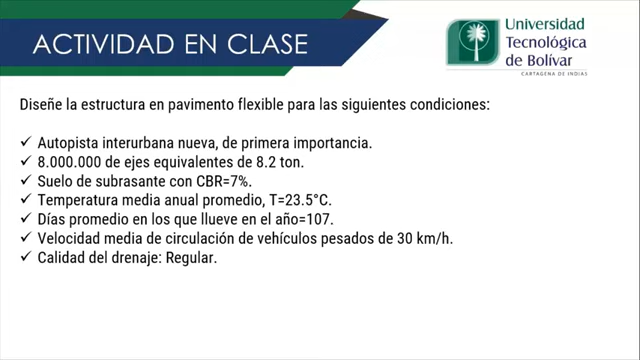 ACTIVIDAD EN CLASE
Universidad
Tecnológica
de Bolívar
CARTAGENA DE INDIAS
Diseñe la estructura en pavimento flexible para las siguientes condiciones:
✓ Autopista interurbana nueva, de primera importancia.
✓ 8.000.000 de ejes equivalentes de 8.2 ton.
✓ Suelo de subrasante con CBR=7%.
✓ Temperatura media anual promedio, T=23.5°C.
✓ Días promedio en los que llueve en el año=107.
✓ Velocidad media de circulación de vehículos pesados de 30 km/h.
✓ Calidad del drenaje: Regular.